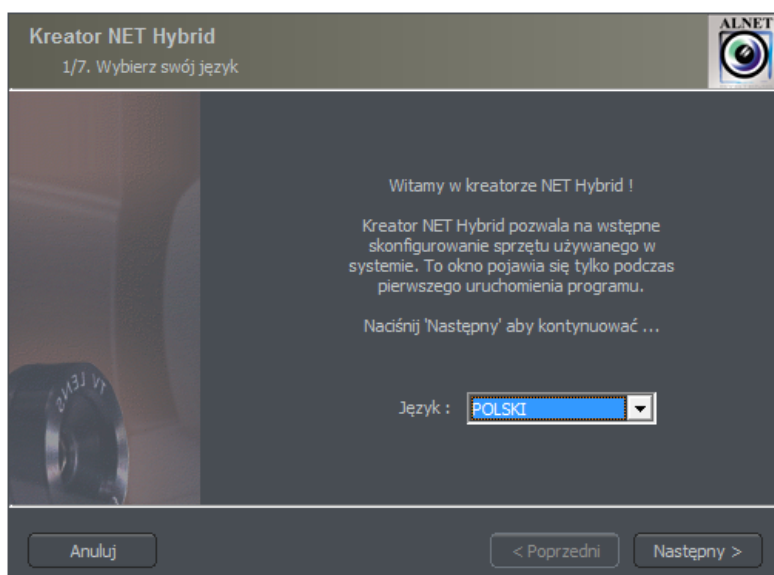 Kreator NET Hybrid
1/7. Wybierz swój język
ALNET
Witamy w kreatorze NET Hybrid !
Kreator NET Hybrid pozwala na wstępne
skonfigurowanie sprzętu używanego w
systemie. To okno pojawia się tylko podczas
pierwszego uruchomienia programu.
Naciśnij 'Następny' aby kontynuować ...
Język :
POLSKI
TV LENS
Anuluj
< Poprzedni
Następny >